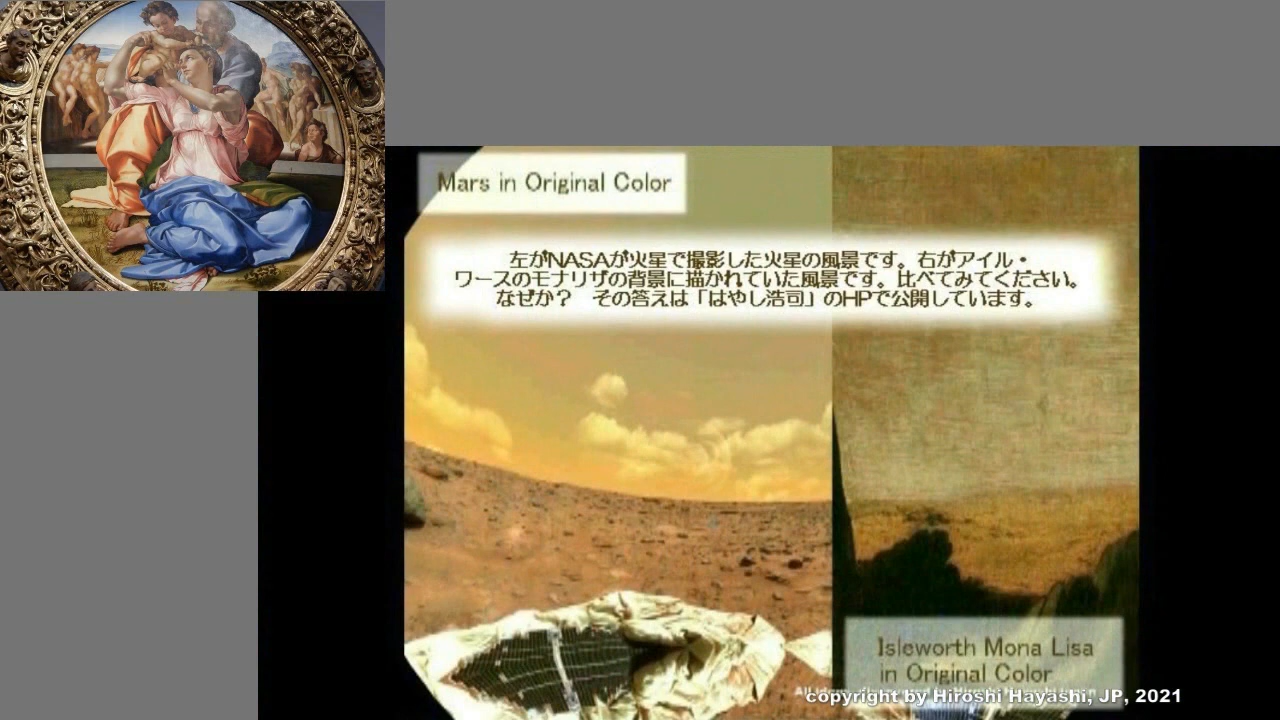 Mars in Original Color
左がNASAが火星で撮影した火星の風景です。右がアイル・
ワースのモナリザの背景に描かれていた風景です。比べてみてください。
なぜか？　その答えは「はやし浩司」のHPで公開しています。
Isleworth Mona Lisa
in Original Color
copyright by Hiroshi Hayashi, JP, 2021